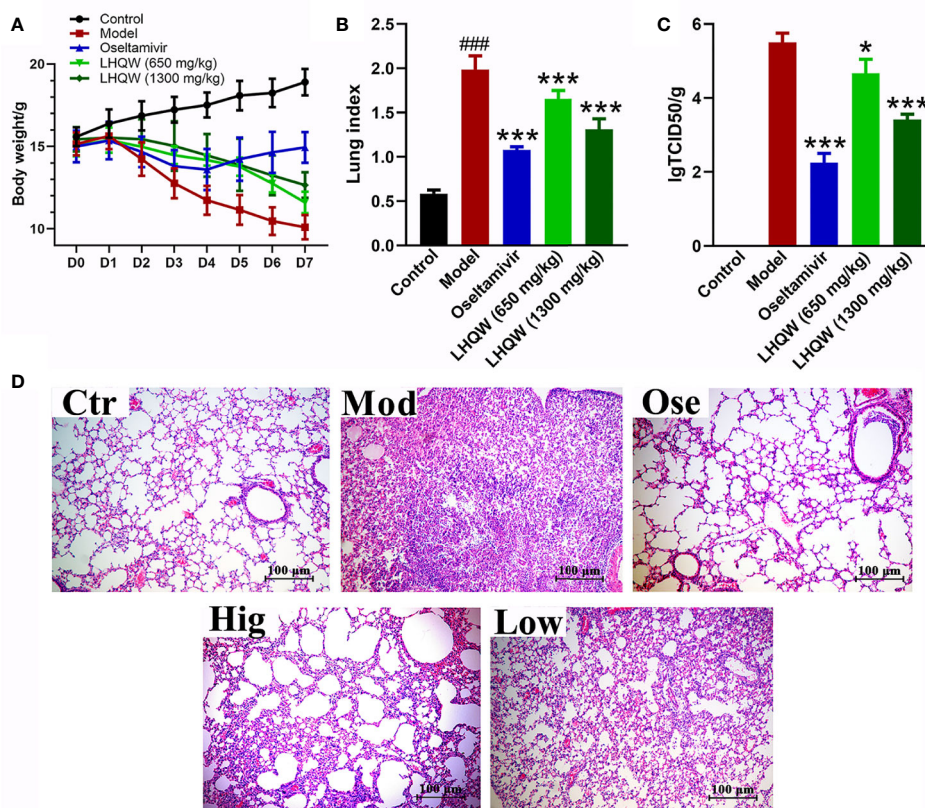 A
Control
Model
Oseltamivir
LHQW (650 mg/kg)
LHQW (1300 mg/kg)
Body weight/g
20
15
10
D0 D1 D2 D3 D4 D5 D6 D7
B
Lung index
2.5
2.0
1.5
1.0
0.5
0.0
###
***
***
***
Control
Model
Oseltamivir
LHQW (650 mg/kg)
LHQW (1300 mg/kg)
C
lgTCID50/g
6
4
2
0
***
*
***
Control
Model
Oseltamivir
LHQW (650 mg/kg)
LHQW (1300 mg/kg)
D
Ctr
100 μm
Mod
100 μm
Ose
100 μm
Hig
100 μm
Low
100 μm